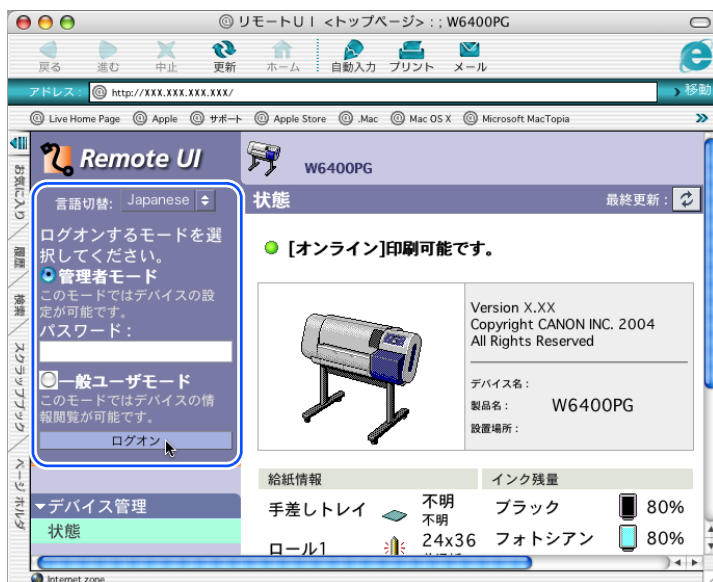 リモートUI <トップページ> : ; W6400PG
戻る 進む 中止 更新 ホーム 自動入力 プリント メール
アドレス: http://XXX.XXX.XXX.XXX/ 移動
Live Home Page Apple サポート Apple Store .Mac Mac OS X Microsoft MacTopia
お気に入り
履歴
検索
スクラップブック
ページ ホルダ
Remote UI
言語切替: Japanese
ログオンするモードを選
択してください。
管理者モード
このモードではデバイスの設
定が可能です。
パスワード:
一般ユーザモード
このモードではデバイスの情
報閲覧が可能です。
ログオン
▼デバイス管理
状態
W6400PG
状態 最終更新:
[オンライン]印刷可能です。
Version X.XX
Copyright CANON INC. 2004
All Rights Reserved
デバイス名:
製品名: W6400PG
設置場所:
給紙情報
手差しトレイ 不明
不明
ロール1 24x36
インク残量
ブラック 80%
フォトシアン 80%
Internet zone